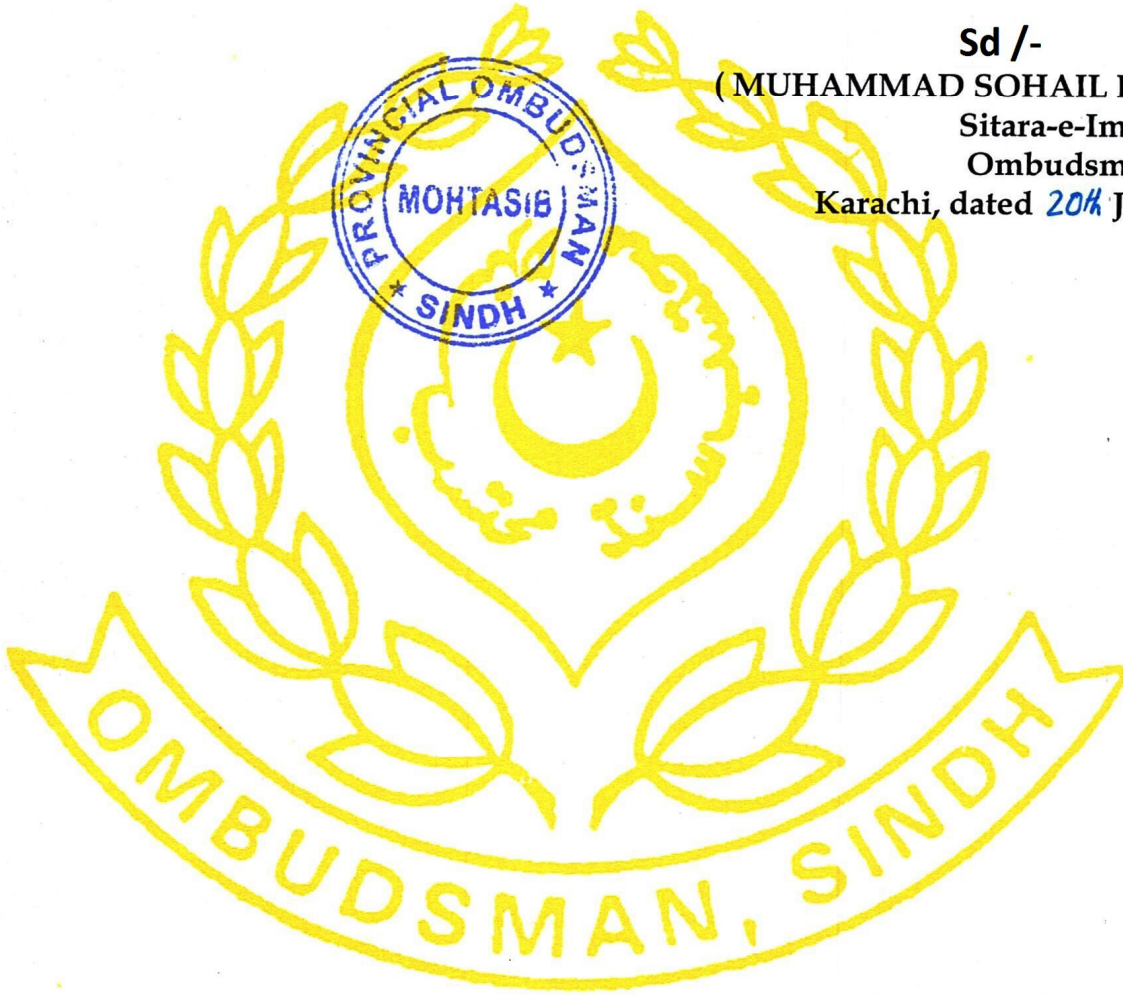 Sd /-
( MUHAMMAD SOHAIL
Sitara-e-Im
Ombudsm
Karachi, dated 20th J
PROVINCIAL OMBUDSMAN
MOHTASIB
★ SINDH ★
OMBUDSMAN, SINDH